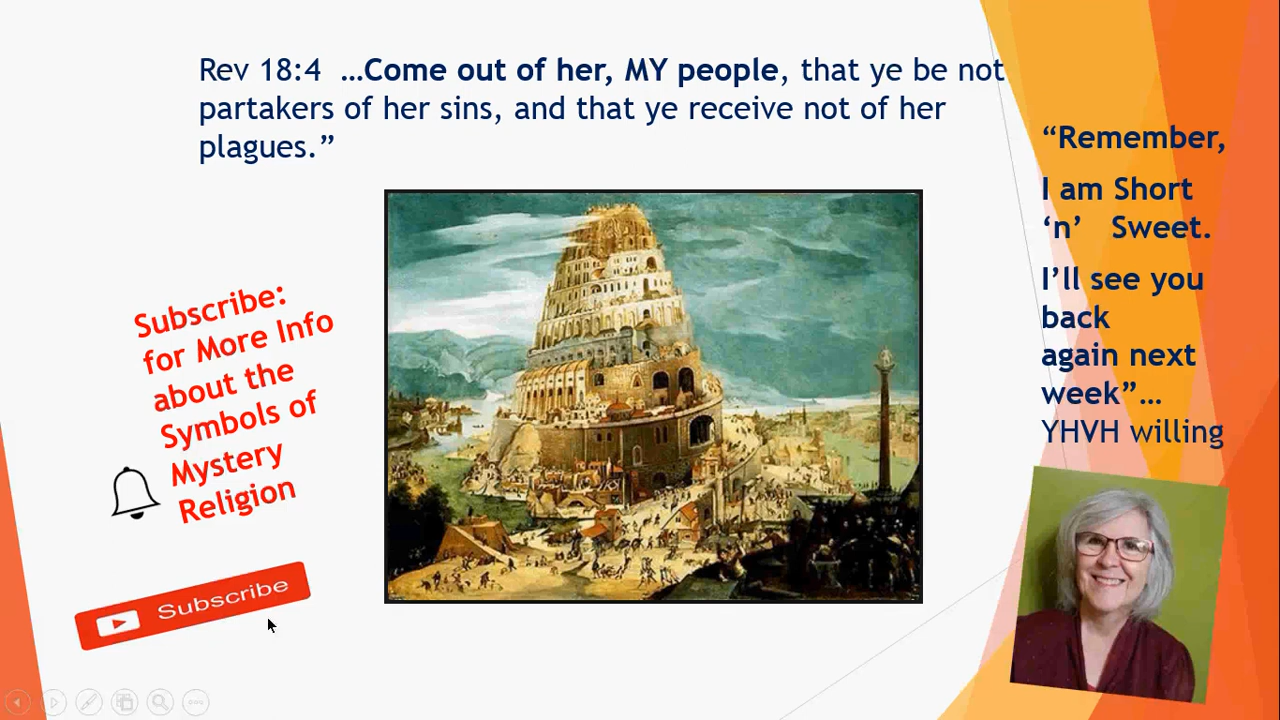 Rev 18:4 …Come out of her, MY people, that ye be not
partakers of her sins, and that ye receive not of her
plagues.”
“Remember,
I am Short
‘n’ Sweet.
I’ll see you
back
again next
week”…
YHVH willing
Subscribe:
for More Info
about the
Symbols of
Mystery
Religion
Subscribe